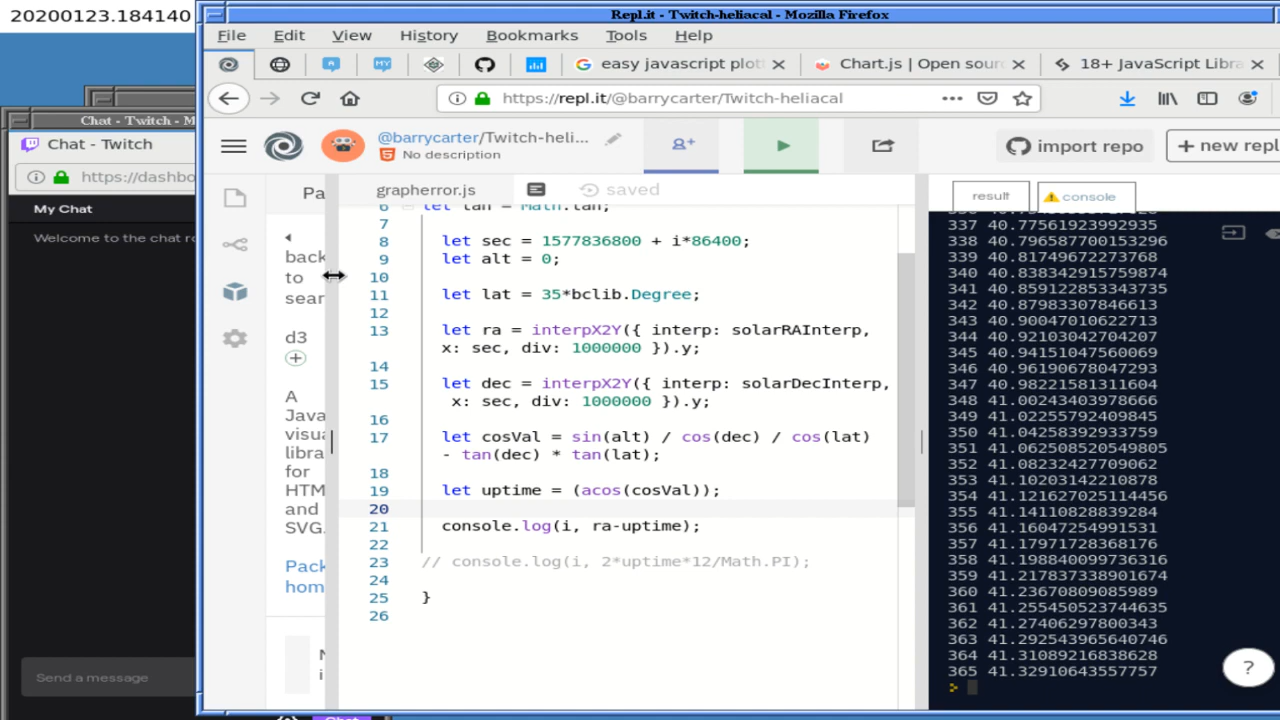 20200123.184140
Repl.it - Twitch-heliacal - Mozilla Firefox
File Edit View History Bookmarks Tools Help
easy javascript plot
Chart.js | Open sour
18+ JavaScript Libra
https://repl.it/@barrycarter/Twitch-heliacal
Chat - Twitch - M
Chat - Twitch
https://dashbo
My Chat
Welcome to the chat r
Send a message
@barrycarter/Twitch-heli...
No description
import repo
+ new repl
Pa
back
to
sear
d3
A
Java
visua
libra
for
HTM
and
SVG.
Pack
hom
grapherror.js
saved
6 let tan = Math.tan;
7
8 let sec = 1577836800 + i*86400;
9 let alt = 0;
10
11 let lat = 35*bclib.Degree;
12
13 let ra = interpX2Y({ interp: solarRAInterp,
x: sec, div: 1000000 }).y;
14
15 let dec = interpX2Y({ interp: solarDecInterp,
x: sec, div: 1000000 }).y;
16
17 let cosVal = sin(alt) / cos(dec) / cos(lat)
- tan(dec) * tan(lat);
18
19 let uptime = (acos(cosVal));
20
21 console.log(i, ra-uptime);
22
23 // console.log(i, 2*uptime*12/Math.PI);
24
25 }
26
result
console
337 40.77561923992935
338 40.796587700153296
339 40.81749672273768
340 40.838342915759874
341 40.859122853343735
342 40.87983307846613
343 40.90047010622713
344 40.92103042704207
345 40.94151047560069
346 40.96190678047293
347 40.98221581311604
348 41.00243403978666
349 41.02255792409845
350 41.04258392933759
351 41.062508520549805
352 41.08232427709062
353 41.10203142210878
354 41.121627025114456
355 41.14110828839284
356 41.16047254991531
357 41.17971728368176
358 41.198840099736316
359 41.217837338901674
360 41.23670809085989
361 41.255450523744635
362 41.27406297800343
363 41.292543965640746
364 41.31089216838628
365 41.32910643557757
>
?
Chat